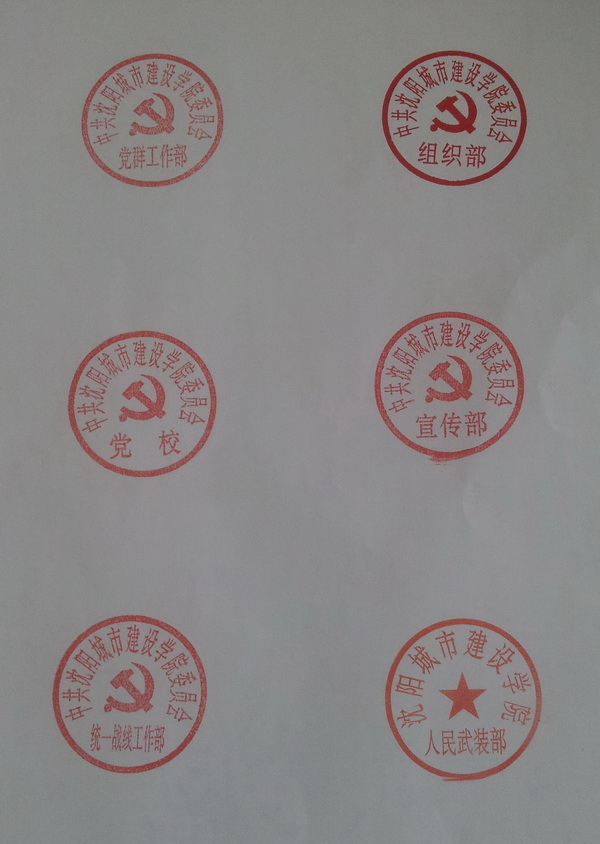 中共沈阳城市建设学院委员会
党群工作部
中共沈阳城市建设学院委员会
组织部
中共沈阳城市建设学院委员会
党 校
中共沈阳城市建设学院委员会
宣传部
中共沈阳城市建设学院委员会
统一战线工作部
沈阳城市建设学院
人民武装部